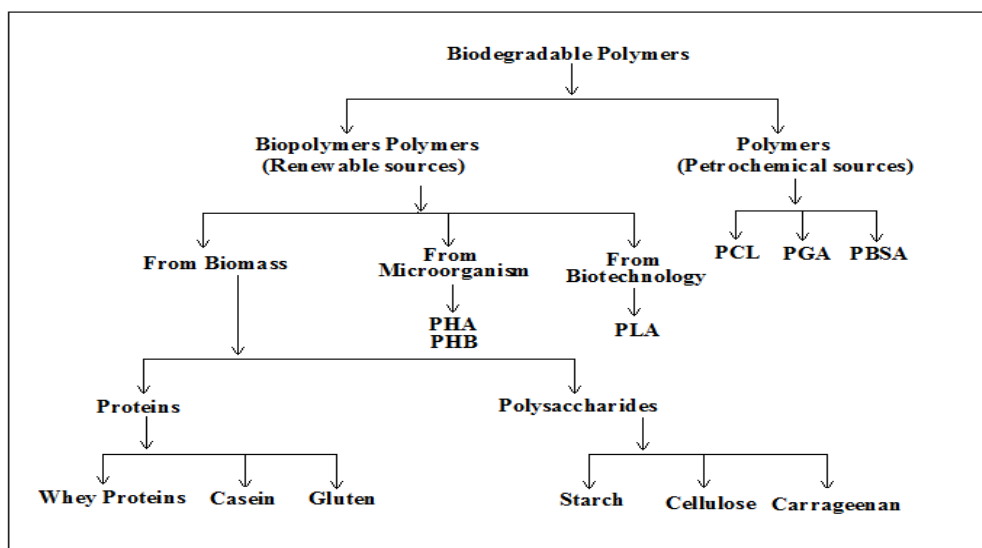 Biodegradable Polymers
Biopolymers Polymers
(Renewable sources)
Polymers
(Petrochemical sources)
From Biomass
From
Microorganism
From
Biotechnology
PCL
PGA
PBSA
PHA
PHB
PLA
Proteins
Polysaccharides
Whey Proteins
Casein
Gluten
Starch
Cellulose
Carrageenan